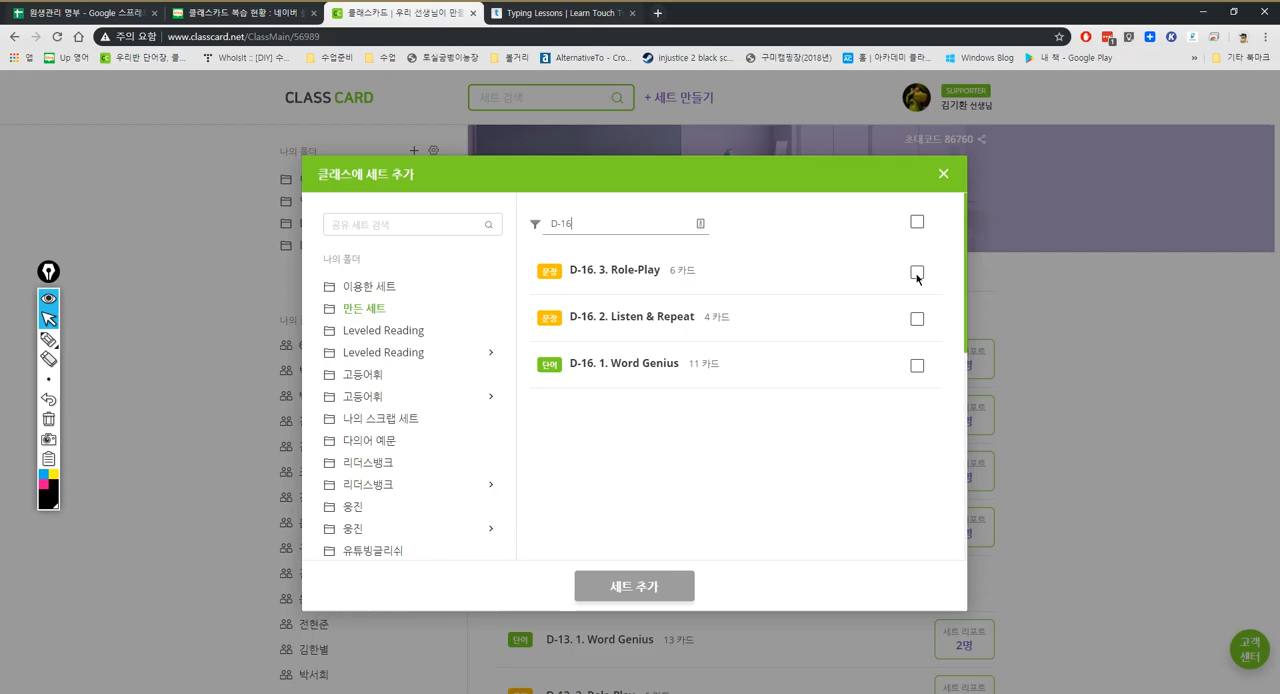 원생관리 명부 - Google 스프레
클래스카드 복습 현황 : 네이버
클래스카드 | 우리 선생님이 만들
Typing Lessons | Learn Touch T
주의 요함
www.classcard.net/ClassMain/56989
앱
Up 영어
우리반 단어장, 클...
WhoIsIt :: [DIY] 수...
수업준비
수업
토실궁벵이농장
볼거리
AlternativeTo - Cro...
injustice 2 black sc...
구미캠핑장(2018년)
홈 | 아카데미 클라...
Windows Blog
내 책 - Google Play
»
기타 북마크
CLASS CARD
세트 검색
+ 세트 만들기
SUPPORTER
김기환 선생님
나의 폴더
초대코드 86760
클래스에 세트 추가
공유 세트 검색
D-16
나의 폴더
이용한 세트
만든 세트
Leveled Reading
Leveled Reading
고등어휘
고등어휘
나의 스크랩 세트
다의어 예문
리더스뱅크
리더스뱅크
웅진
웅진
유튜빙글리쉬
문장 D-16. 3. Role-Play 6 카드
문장 D-16. 2. Listen & Repeat 4 카드
단어 D-16. 1. Word Genius 11 카드
세트 추가
전현준
김한별
박서희
단어 D-13. 1. Word Genius 13 카드
세트 리포트
2명
고객
센터